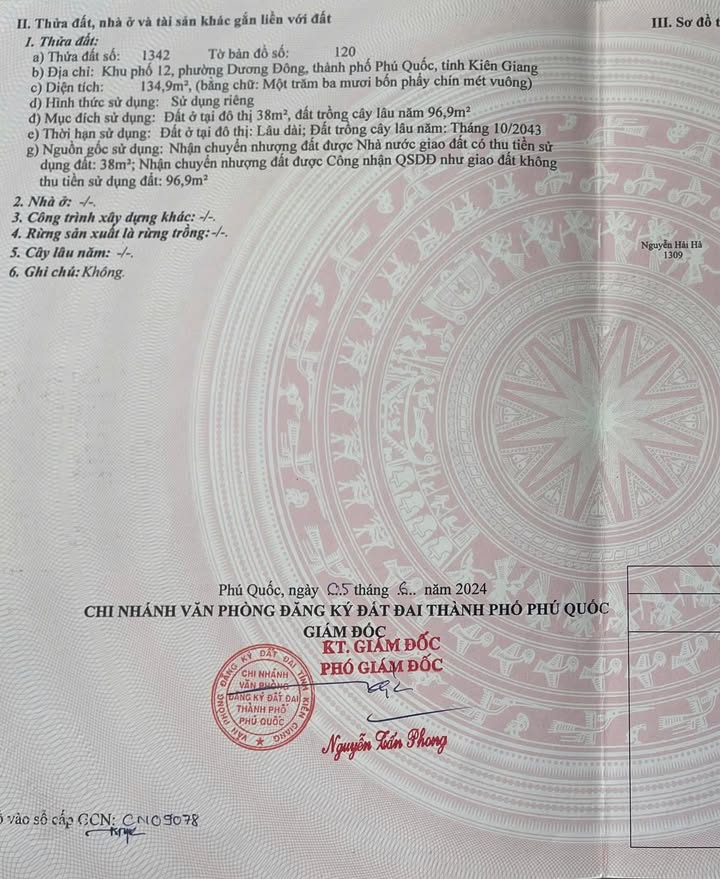 II. Thửa đất, nhà ở và tài sản khác gắn liền với đất
1. Thửa đất:
a) Thửa đất số: 1342 Tờ bản đồ số: 120
b) Địa chỉ: Khu phố 12, phường Dương Đông, thành phố Phú Quốc, tỉnh Kiên Giang
c) Diện tích: 134,9m², (bằng chữ: Một trăm ba mươi bốn phẩy chín mét vuông)
d) Hình thức sử dụng: Sử dụng riêng
đ) Mục đích sử dụng: Đất ở tại đô thị 38m², đất trồng cây lâu năm 96,9m²
e) Thời hạn sử dụng: Đất ở tại đô thị: Lâu dài; Đất trồng cây lâu năm: Tháng 10/2043
g) Nguồn gốc sử dụng: Nhận chuyển nhượng đất được Nhà nước giao đất có thu tiền sử
dụng đất: 38m²; Nhận chuyển nhượng đất được Công nhận QSDĐ như giao đất không
thu tiền sử dụng đất: 96,9m²
2. Nhà ở: -/-.
3. Công trình xây dựng khác: -/-.
4. Rừng sản xuất là rừng trồng: -/-.
5. Cây lâu năm: -/-.
6. Ghi chú: Không.
III. Sơ đồ t
Nguyễn Hải Hà
1309
Phú Quốc, ngày 05 tháng 6 năm 2024
CHI NHÁNH VĂN PHÒNG ĐĂNG KÝ ĐẤT ĐAI THÀNH PHỐ PHÚ QUỐC
GIÁM ĐỐC
KT. GIÁM ĐỐC
PHÓ GIÁM ĐỐC
VĂN PHÒNG ĐĂNG KÝ ĐẤT ĐAI TỈNH KIÊN GIANG
CHI NHÁNH
VĂN PHÒNG
ĐĂNG KÝ ĐẤT ĐAI
THÀNH PHỐ
PHÚ QUỐC
Nguyễn Tấn Phong
vào sổ cấp GCN: CN09078